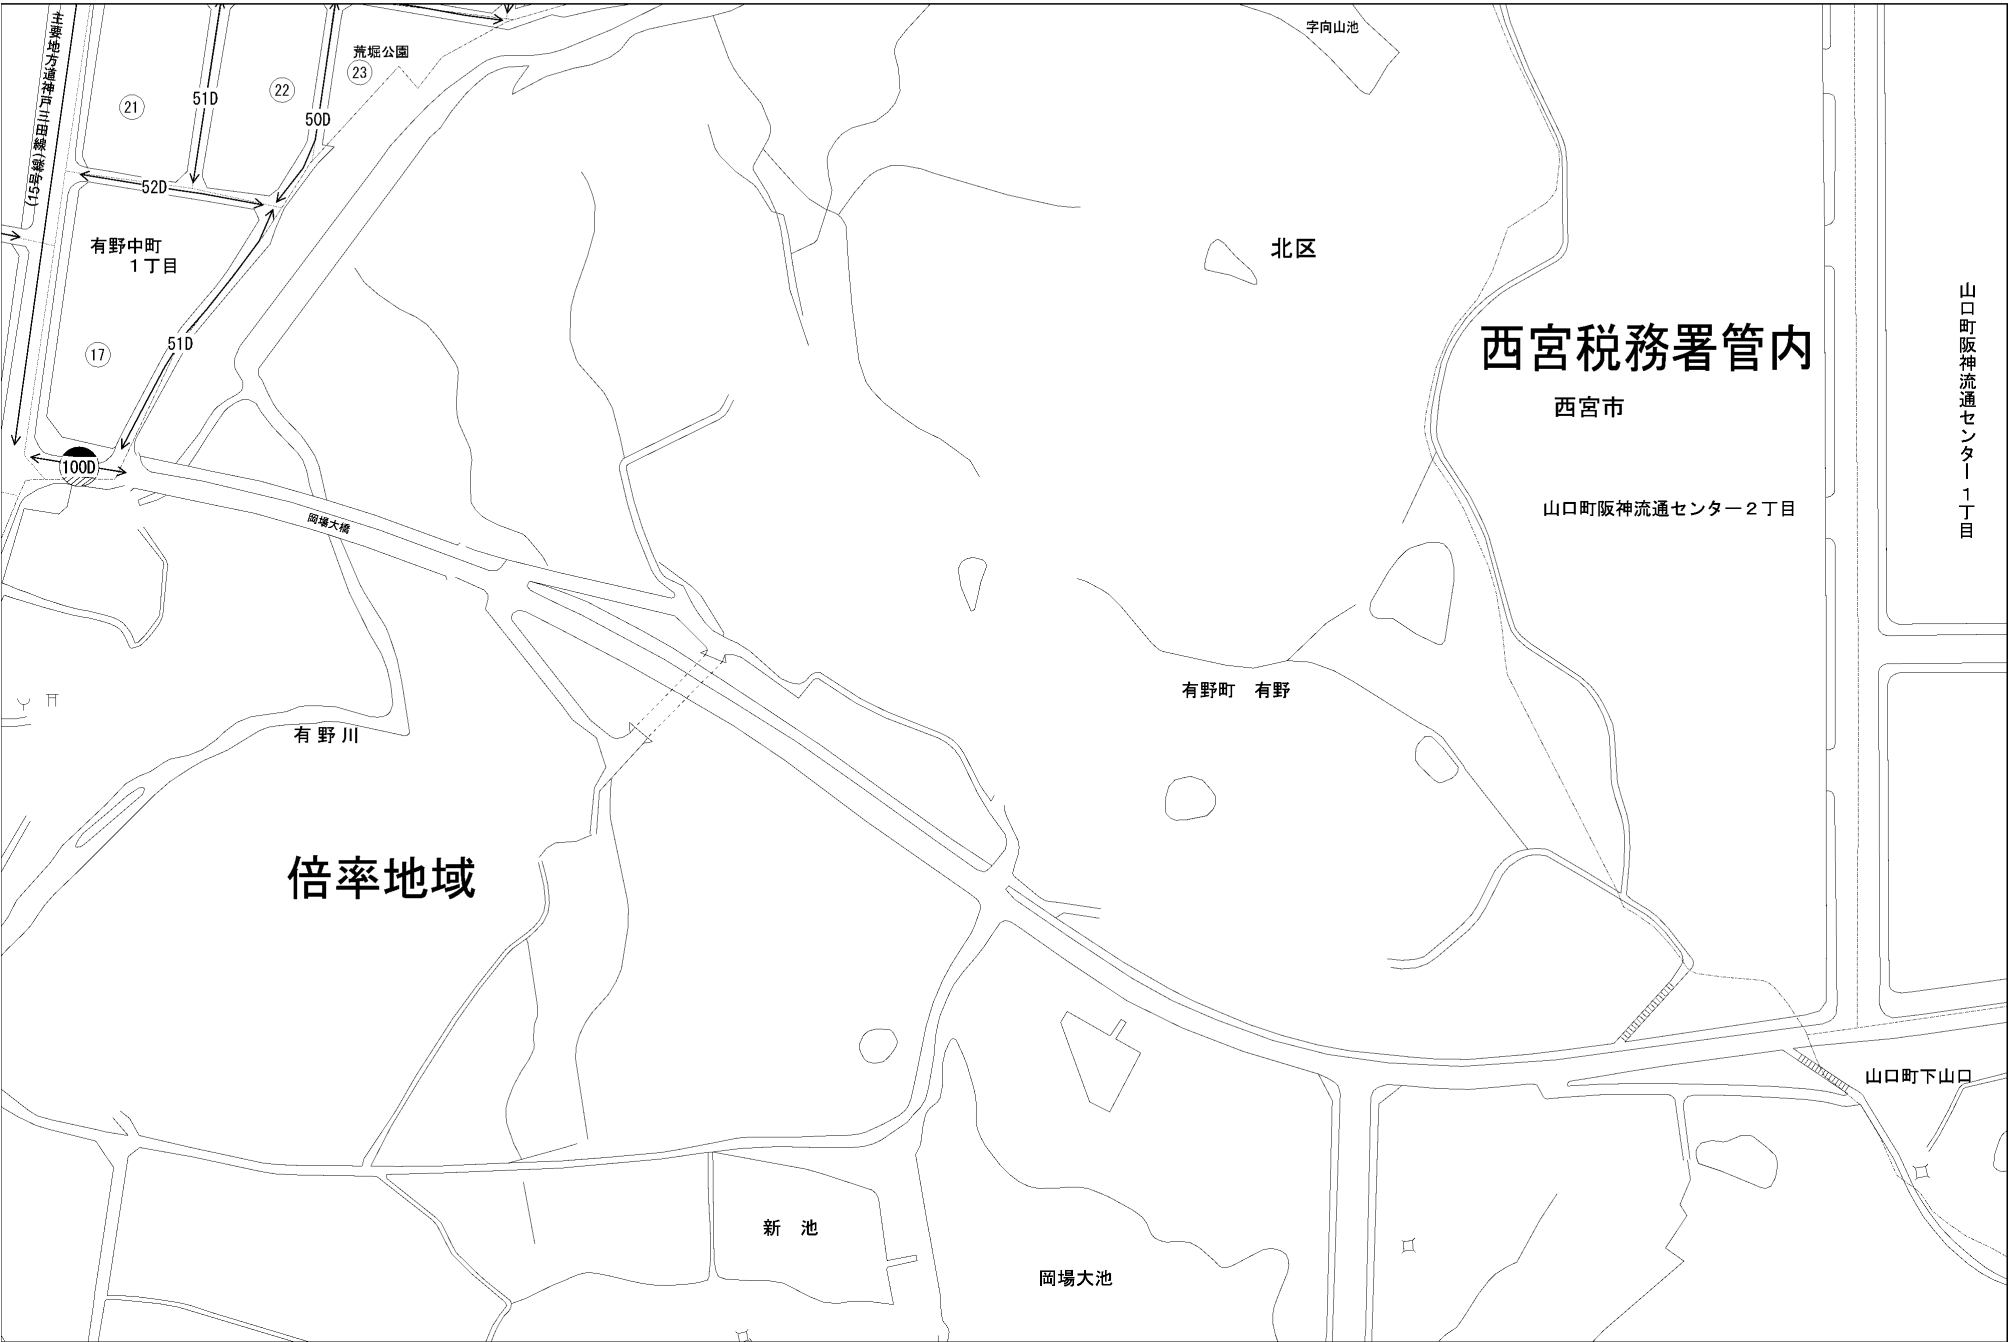 主要地方道神戸三田線(15号線)線
荒堀公園
23
字向山池
21
51D
22
50D
52D
有野中町
1丁目
北区
17
51D
西宮税務署管内
西宮市
山口町阪神流通センター1丁目
100D
岡場大橋
山口町阪神流通センター2丁目
有野町 有野
有野川
倍率地域
山口町下山口
新 池
岡場大池